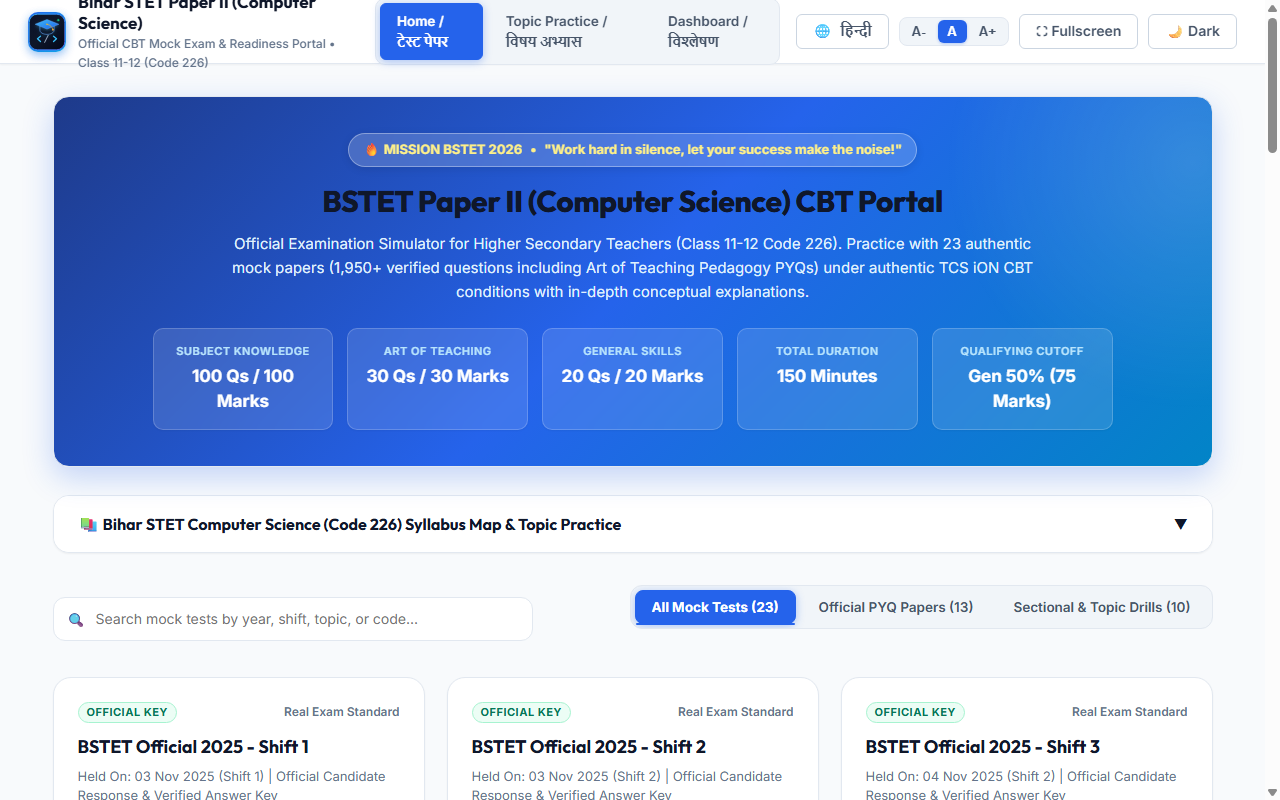 Bihar STET Paper II (Computer
Science)
Official CBT Mock Exam & Readiness Portal •
Class 11-12 (Code 226)
Home /
टेस्ट पेपर
Topic Practice /
विषय अभ्यास
Dashboard /
विश्लेषण
हिन्दी
A-
A
A+
Fullscreen
Dark
MISSION BSTET 2026 • "Work hard in silence, let your success make the noise!"
BSTET Paper II (Computer Science) CBT Portal
Official Examination Simulator for Higher Secondary Teachers (Class 11-12 Code 226). Practice with 23 authentic
mock papers (1,950+ verified questions including Art of Teaching Pedagogy PYQs) under authentic TCS iON CBT
conditions with in-depth conceptual explanations.
SUBJECT KNOWLEDGE
100 Qs / 100
Marks
ART OF TEACHING
30 Qs / 30 Marks
GENERAL SKILLS
20 Qs / 20 Marks
TOTAL DURATION
150 Minutes
QUALIFYING CUTOFF
Gen 50% (75
Marks)
Bihar STET Computer Science (Code 226) Syllabus Map & Topic Practice
Search mock tests by year, shift, topic, or code...
All Mock Tests (23)
Official PYQ Papers (13)
Sectional & Topic Drills (10)
OFFICIAL KEY
Real Exam Standard
BSTET Official 2025 - Shift 1
Held On: 03 Nov 2025 (Shift 1) | Official Candidate
Response & Verified Answer Key
OFFICIAL KEY
Real Exam Standard
BSTET Official 2025 - Shift 2
Held On: 03 Nov 2025 (Shift 2) | Official Candidate
Response & Verified Answer Key
OFFICIAL KEY
Real Exam Standard
BSTET Official 2025 - Shift 3
Held On: 04 Nov 2025 (Shift 2) | Official Candidate
Response & Verified Answer Key